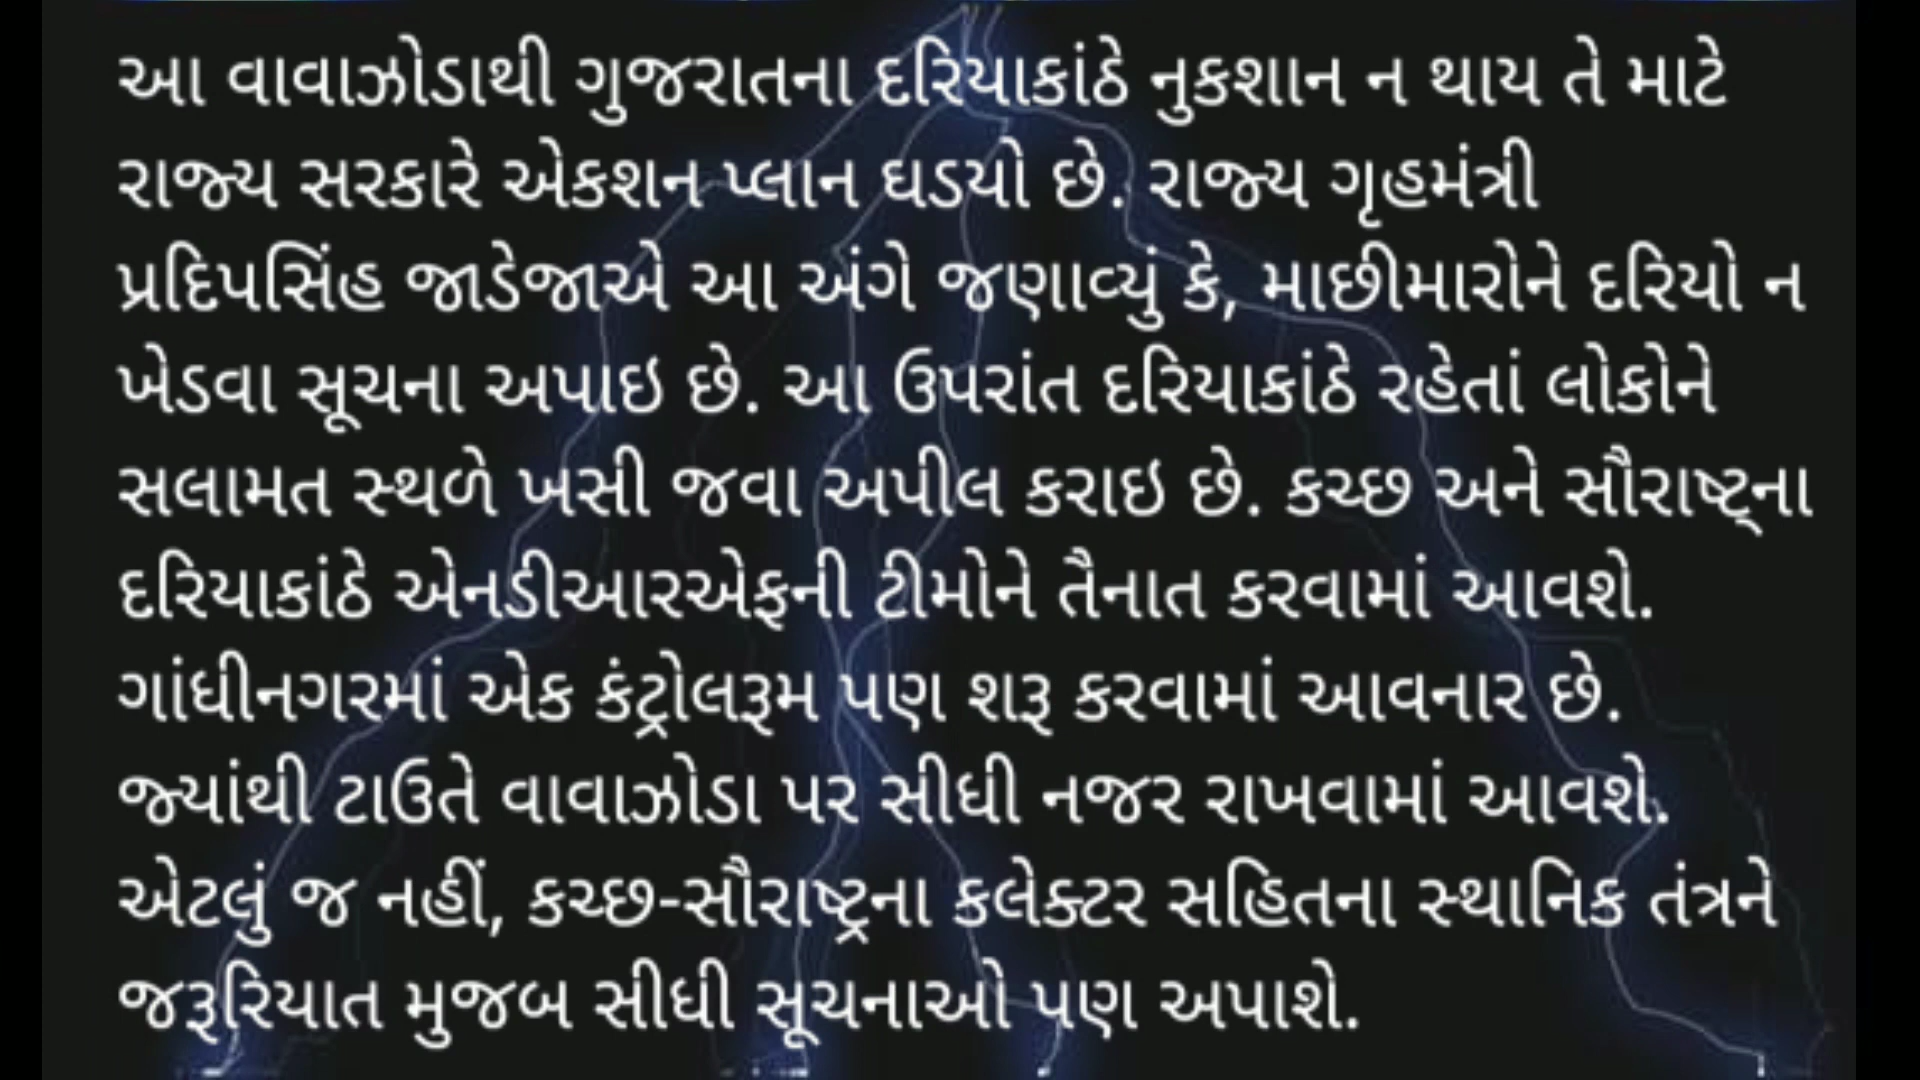 આ વાવાઝોડાથી ગુજરાતના દરિયાકાંઠે નુકશાન ન થાય તે માટે
રાજ્ય સરકારે એકશન પ્લાન ઘડયો છે. રાજ્ય ગૃહમંત્રી
પ્રદિપસિંહ જાડેજાએ આ અંગે જણાવ્યું કે, માછીમારોને દરિયો ન
ખેડવા સૂચના અપાઇ છે. આ ઉપરાંત દરિયાકાંઠે રહેતાં લોકોને
સલામત સ્થળે ખસી જવા અપીલ કરાઇ છે. કચ્છ અને સૌરાષ્ટ્ના
દરિયાકાંઠે એનડીઆરએફની ટીમોને તૈનાત કરવામાં આવશે.
ગાંધીનગરમાં એક કંટ્રોલરૂમ પણ શરૂ કરવામાં આવનાર છે.
જ્યાંથી ટાઉતે વાવાઝોડા પર સીધી નજર રાખવામાં આવશે.
એટલું જ નહીં, કચ્છ-સૌરાષ્ટ્રના કલેક્ટર સહિતના સ્થાનિક તંત્રને
જરૂરિયાત મુજબ સીધી સૂચનાઓ પણ અપાશે.